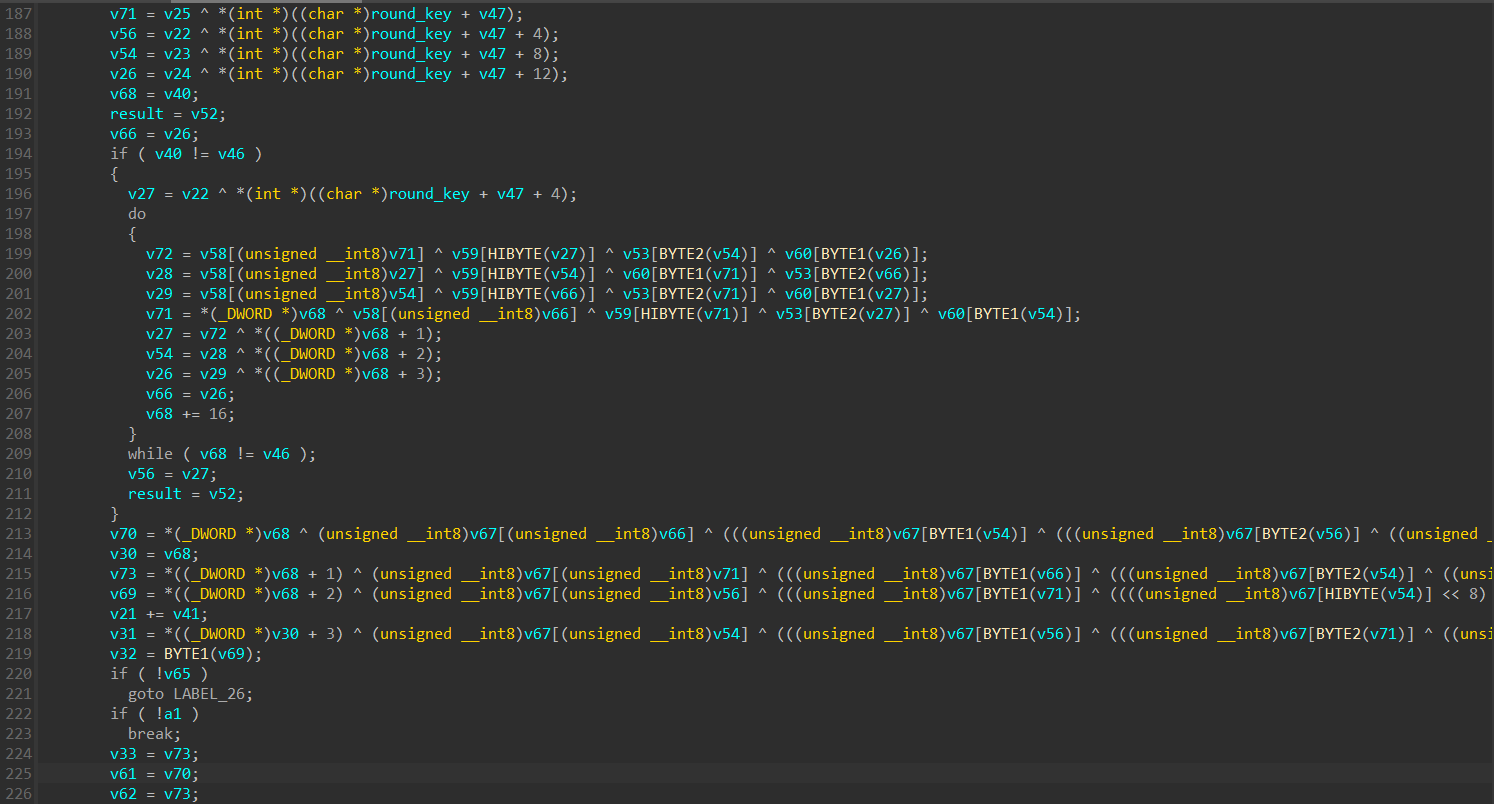 187 v71 = v25 ^ *(int *)((char *)round_key + v47);
188 v56 = v22 ^ *(int *)((char *)round_key + v47 + 4);
189 v54 = v23 ^ *(int *)((char *)round_key + v47 + 8);
190 v26 = v24 ^ *(int *)((char *)round_key + v47 + 12);
191 v68 = v40;
192 result = v52;
193 v66 = v26;
194 if ( v40 != v46 )
195 {
196 v27 = v22 ^ *(int *)((char *)round_key + v47 + 4);
197 do
198 {
199 v72 = v58[(unsigned __int8)v71] ^ v59[HIBYTE(v27)] ^ v53[BYTE2(v54)] ^ v60[BYTE1(v26)];
200 v28 = v58[(unsigned __int8)v27] ^ v59[HIBYTE(v54)] ^ v60[BYTE1(v71)] ^ v53[BYTE2(v66)];
201 v29 = v58[(unsigned __int8)v54] ^ v59[HIBYTE(v66)] ^ v53[BYTE2(v71)] ^ v60[BYTE1(v27)];
202 v71 = *(_DWORD *)v68 ^ v58[(unsigned __int8)v66] ^ v59[HIBYTE(v71)] ^ v53[BYTE2(v27)] ^ v60[BYTE1(v54)];
203 v27 = v72 ^ *((_DWORD *)v68 + 1);
204 v54 = v28 ^ *((_DWORD *)v68 + 2);
205 v26 = v29 ^ *((_DWORD *)v68 + 3);
206 v66 = v26;
207 v68 += 16;
208 }
209 while ( v68 != v46 );
210 v56 = v27;
211 result = v52;
212 }
213 v70 = *(_DWORD *)v68 ^ (unsigned __int8)v67[(unsigned __int8)v66] ^ (((unsigned __int8)v67[BYTE1(v54)] ^ (((unsigned __int8)v67[BYTE2(v56)] ^ ((unsigned _
214 v30 = v68;
215 v73 = *((_DWORD *)v68 + 1) ^ (unsigned __int8)v67[(unsigned __int8)v71] ^ (((unsigned __int8)v67[BYTE1(v66)] ^ (((unsigned __int8)v67[BYTE2(v54)] ^ ((unsi
216 v69 = *((_DWORD *)v68 + 2) ^ (unsigned __int8)v67[(unsigned __int8)v56] ^ (((unsigned __int8)v67[BYTE1(v71)] ^ ((((unsigned __int8)v67[HIBYTE(v54)] << 8)
217 v21 += v41;
218 v31 = *((_DWORD *)v30 + 3) ^ (unsigned __int8)v67[(unsigned __int8)v54] ^ (((unsigned __int8)v67[BYTE1(v56)] ^ (((unsigned __int8)v67[BYTE2(v71)] ^ ((unsi
219 v32 = BYTE1(v69);
220 if ( !v65 )
221 goto LABEL_26;
222 if ( !a1 )
223 break;
224 v33 = v73;
225 v61 = v70;
226 v62 = v73;